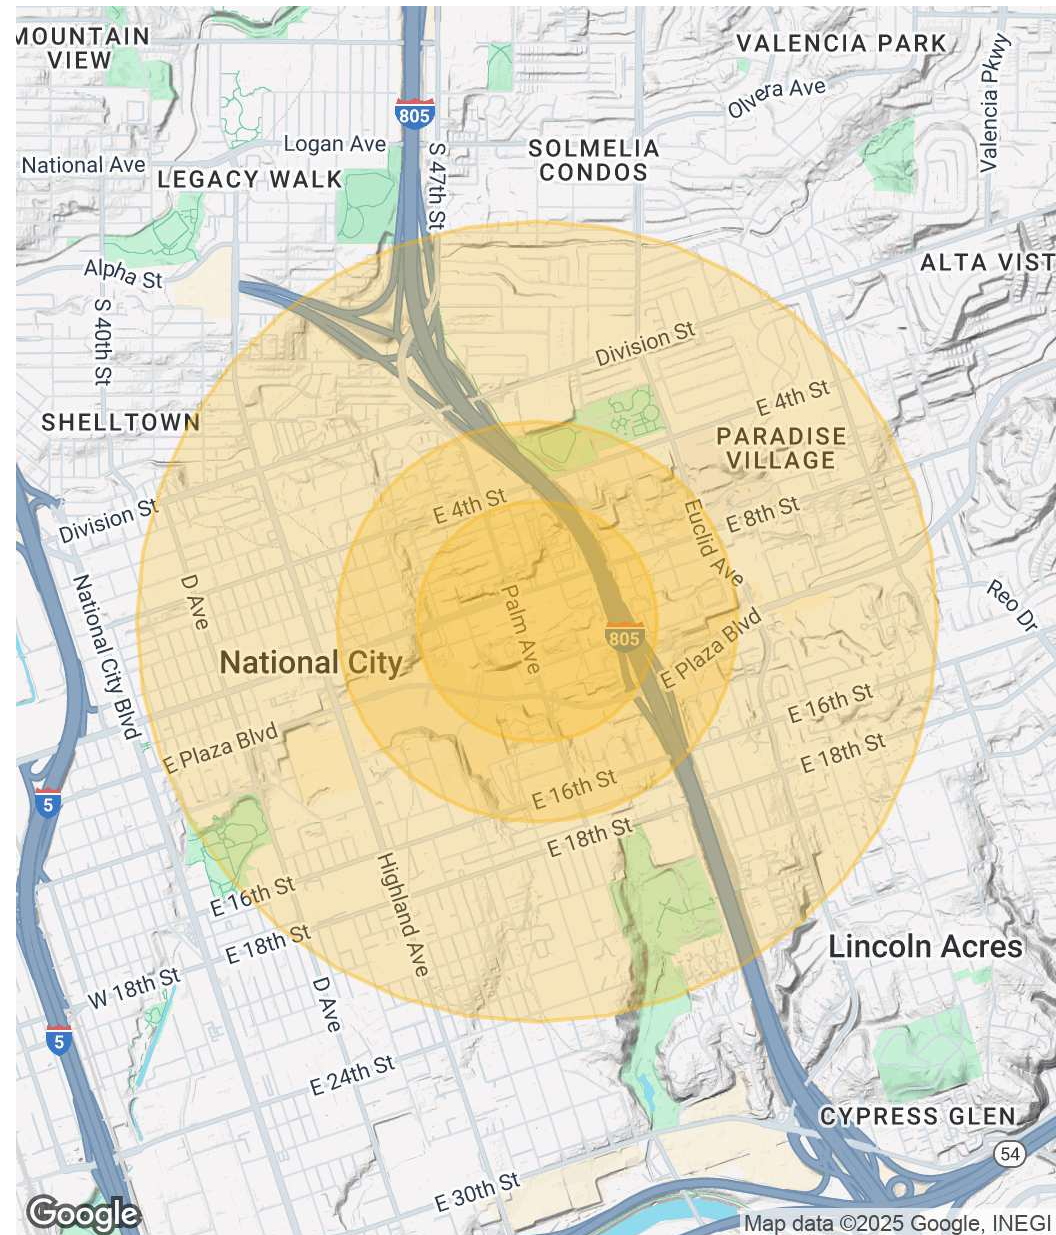 MOUNTAIN
VIEW
VALENCIA PARK
Valencia Pkwy
Olvera Ave
805
Logan Ave
S 47th St
SOLMELIA
CONDOS
National Ave
LEGACY WALK
Alpha St
ALTA VIST
S 40th St
Division St
E 4th St
SHELLTOWN
PARADISE
VILLAGE
E 4th St
E 8th St
Division St
Euclid Ave
D Ave
National City Blvd
Palm Ave
Reo Dr
805
National City
E Plaza Blvd
E 16th St
E Plaza Blvd
E 18th St
5
E 16th St
E 18th St
Highland Ave
E 16th St
E 18th St
Lincoln Acres
W 18th St
D Ave
5
E 24th St
CYPRESS GLEN
54
E 30th St
Google
Map data ©2025 Google, INEGI